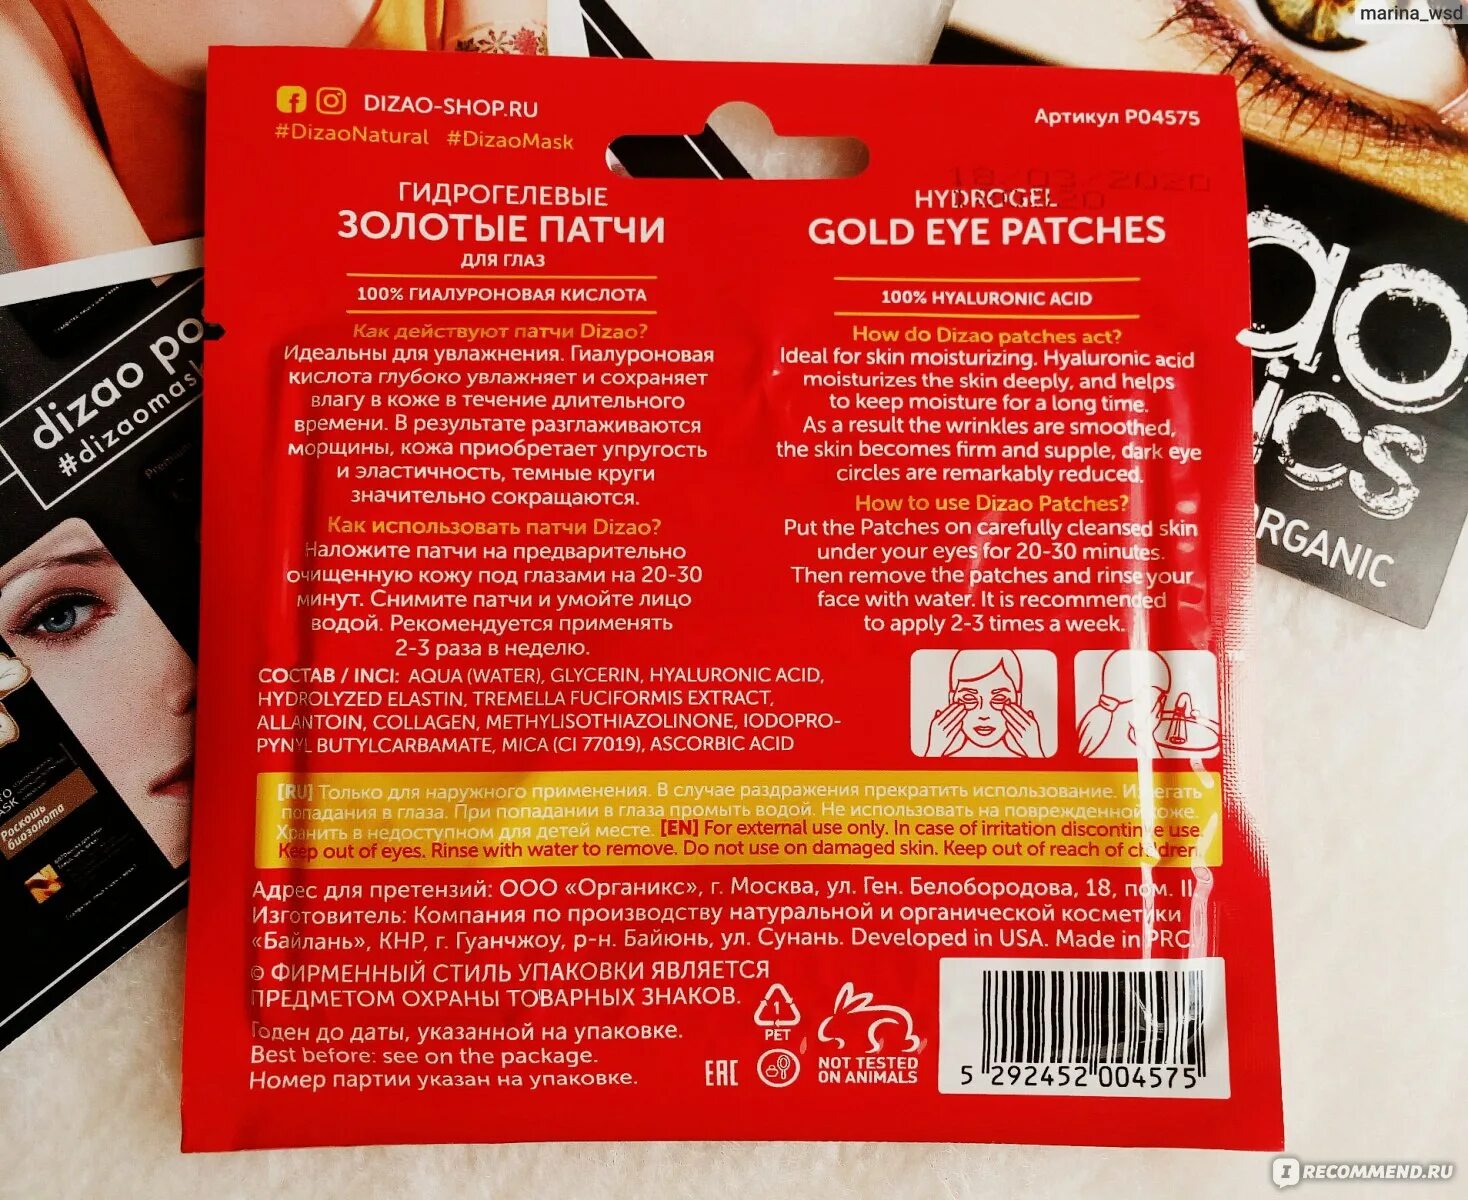 marina_wsd
DIZAO-SHOP.RU
#DizaoNatural #DizaoMask
Артикул P04575
18/03/2020
ГИДРОГЕЛЕВЫЕ
ЗОЛОТЫЕ ПАТЧИ
ДЛЯ ГЛАЗ
100% ГИАЛУРОНОВАЯ КИСЛОТА
Как действуют патчи Dizao?
Идеальны для увлажнения. Гиалуроновая
кислота глубоко увлажняет и сохраняет
влагу в коже в течение длительного
времени. В результате разглаживаются
морщины, кожа приобретает упругость
и эластичность, темные круги
значительно сокращаются.
Как использовать патчи Dizao?
Наложите патчи на предварительно
очищенную кожу под глазами на 20-30
минут. Снимите патчи и умойте лицо
водой. Рекомендуется применять
2-3 раза в неделю.
HYDROGEL
GOLD EYE PATCHES
100% HYALURONIC ACID
How do Dizao patches act?
Ideal for skin moisturizing. Hyaluronic acid
moisturizes the skin deeply, and helps
to keep moisture for a long time.
As a result the wrinkles are smoothed,
the skin becomes firm and supple, dark eye
circles are remarkably reduced.
How to use Dizao Patches?
Put the Patches on carefully cleansed skin
under your eyes for 20-30 minutes.
Then remove the patches and rinse your
face with water. It is recommended
to apply 2-3 times a week.
СОСТАВ / INCI: AQUA (WATER), GLYCERIN, HYALURONIC ACID,
HYDROLYZED ELASTIN, TREMELLA FUCIFORMIS EXTRACT,
ALLANTOIN, COLLAGEN, METHYLISOTHIAZOLINONE, IODOPRO-
PYNYL BUTYLCARBAMATE, MICA (CI 77019), ASCORBIC ACID
[RU] Только для наружного применения. В случае раздражения прекратить использование. Избегать
попадания в глаза. При попадании в глаза промыть водой. Не использовать на поврежденной коже.
Хранить в недоступном для детей месте. [EN] For external use only. In case of irritation discontinue use.
Keep out of eyes. Rinse with water to remove. Do not use on damaged skin. Keep out of reach of children.
Адрес для претензий: ООО «Органикс», г. Москва, ул. Ген. Белобородова, 18, пом. II
Изготовитель: Компания по производству натуральной и органической косметики
«Байлань», КНР, г. Гуанчжоу, р-н. Байюнь, ул. Сунань. Developed in USA. Made in PRC.
© ФИРМЕННЫЙ СТИЛЬ УПАКОВКИ ЯВЛЯЕТСЯ
ПРЕДМЕТОМ ОХРАНЫ ТОВАРНЫХ ЗНАКОВ.
Годен до даты, указанной на упаковке.
Best before: see on the package.
Номер партии указан на упаковке.
1
PET
EAC
NOT TESTED
ON ANIMALS
5 292452 004575
dizao po
#dizaomask
Роскошь
биозолота
ao
ics
ORGANIC
IRECOMMEND.RU